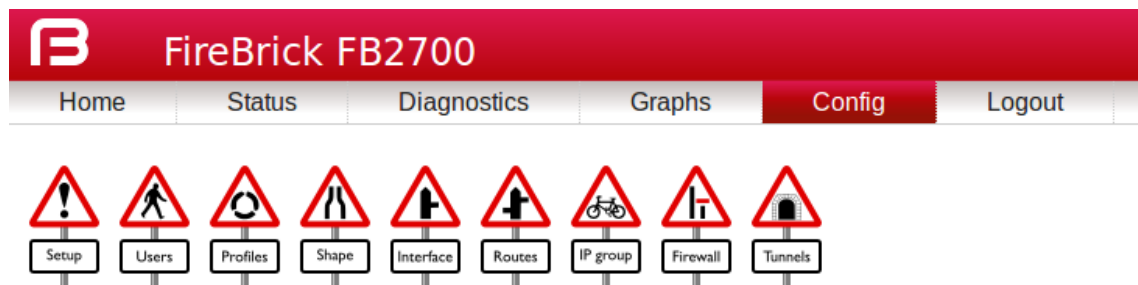 FireBrick FB2700
Home Status Diagnostics Graphs Config Logout
Setup Users Profiles Shape Interface Routes IP group Firewall Tunnels